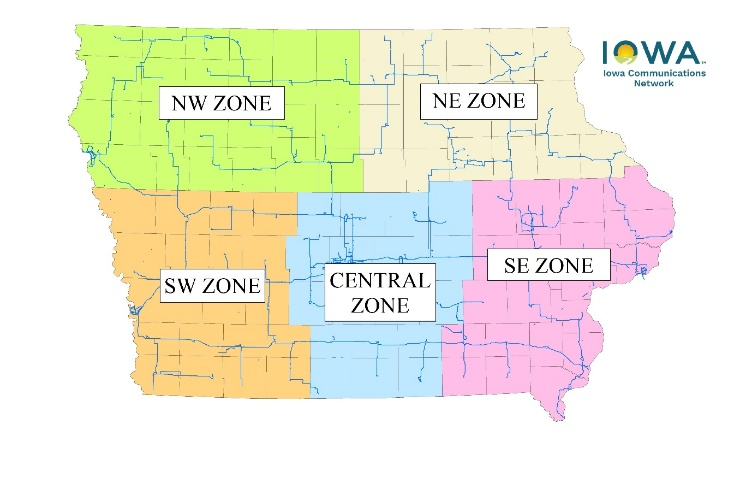 IOWA
Iowa Communications
Network
NW ZONE
NE ZONE
SW ZONE
CENTRAL
ZONE
SE ZONE